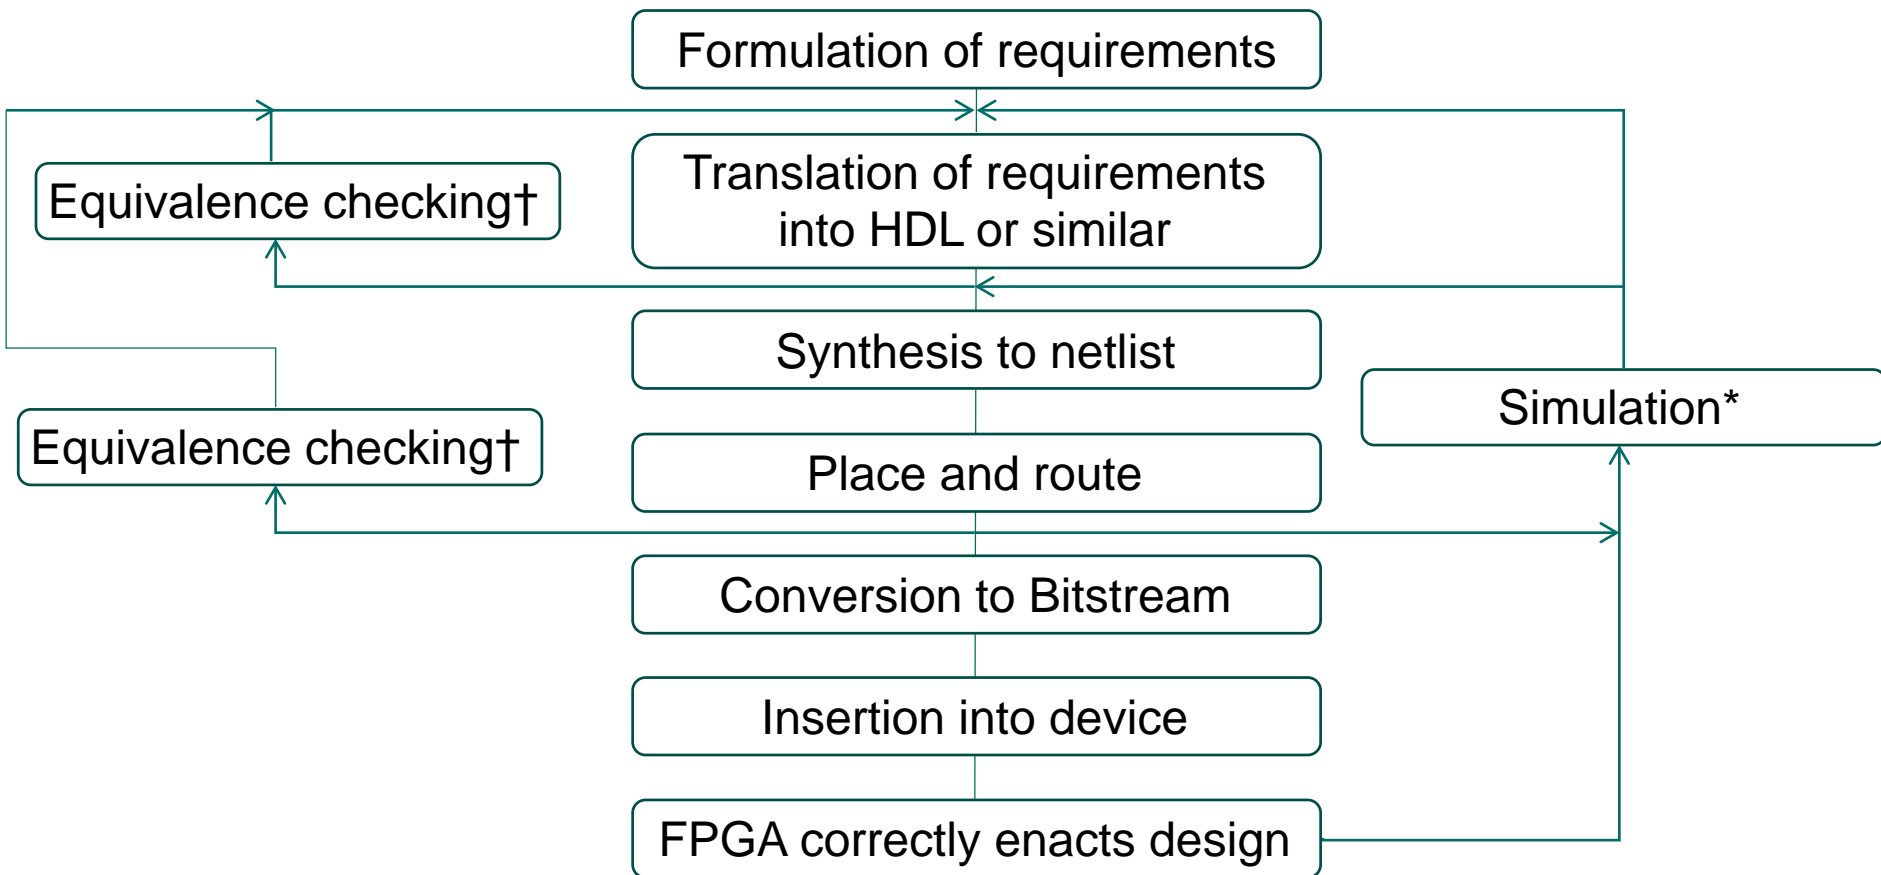 Formulation of requirements
Equivalence checking†
Translation of requirements
into HDL or similar
Synthesis to netlist
Simulation*
Equivalence checking†
Place and route
Conversion to Bitstream
Insertion into device
FPGA correctly enacts design